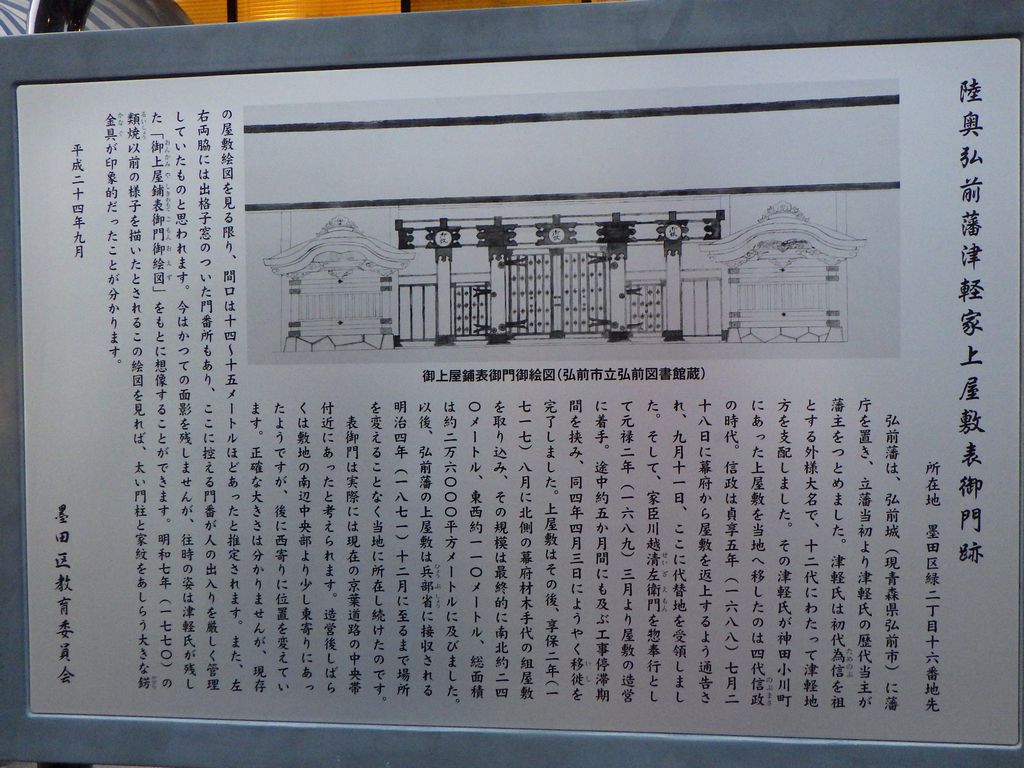 陸奥弘前藩津軽家上屋敷表御門跡
所在地　墨田区緑二丁目十六番地先
弘前藩は、弘前城（現青森県弘前市）に藩
庁を置き、立藩当初より津軽氏の歴代当主が
藩主をつとめました。津軽氏は初代為信を祖
とする外様大名で、十二代にわたって津軽地
方を支配しました。その津軽氏が神田小川町
にあった上屋敷を当地へ移したのは四代信政
の時代。信政は貞享五年（一六八八）七月二
十八日に幕府から屋敷を返上するよう通告さ
れ、九月十一日、ここに代替地を受領しまし
た。そして、家臣川越清左衛門を惣奉行とし
て元禄二年（一六八九）三月より屋敷の造営
に着手。途中約五か月間にも及ぶ工事停滞期
間を挟み、同四年四月三日にようやく移徙を
完了しました。上屋敷はその後、享保二年（一
七一七）八月に北側の幕府材木手代の組屋敷
を取り込み、その規模は最終的に南北約二四
〇メートル、東西約一一〇メートル、総面積
は約二万六〇〇〇平方メートルに及びました。
以後、弘前藩の上屋敷は兵部省に接収される
明治四年（一八七一）十二月に至るまで場所
を変えることなく当地に所在し続けたのです。
表御門は実際には現在の京葉道路の中央帯
付近にあったと考えられます。造営後しばら
くは敷地の南辺中央部より少し東寄りにあっ
たようですが、後に西寄りに位置を変えてい
ます。正確な大きさは分かりませんが、現存
の屋敷絵図を見る限り、間口は十四～十五メートルほどあったと推定されます。また、左
右両脇には出格子窓のついた門番所もあり、ここに控える門番が人の出入りを厳しく管理
していたものと思われます。今はかつての面影を残しませんが、往時の姿は津軽氏が残し
た「御上屋鋪表御門御絵図」をもとに想像することができます。明和七年（一七七〇）の
類焼以前の様子を描いたとされるこの絵図を見れば、太い門柱と家紋をあしらう大きな錺
金具が印象的だったことが分かります。
平成二十四年九月
墨田区教育委員会
御上屋鋪表御門御絵図（弘前市立弘前図書館蔵）